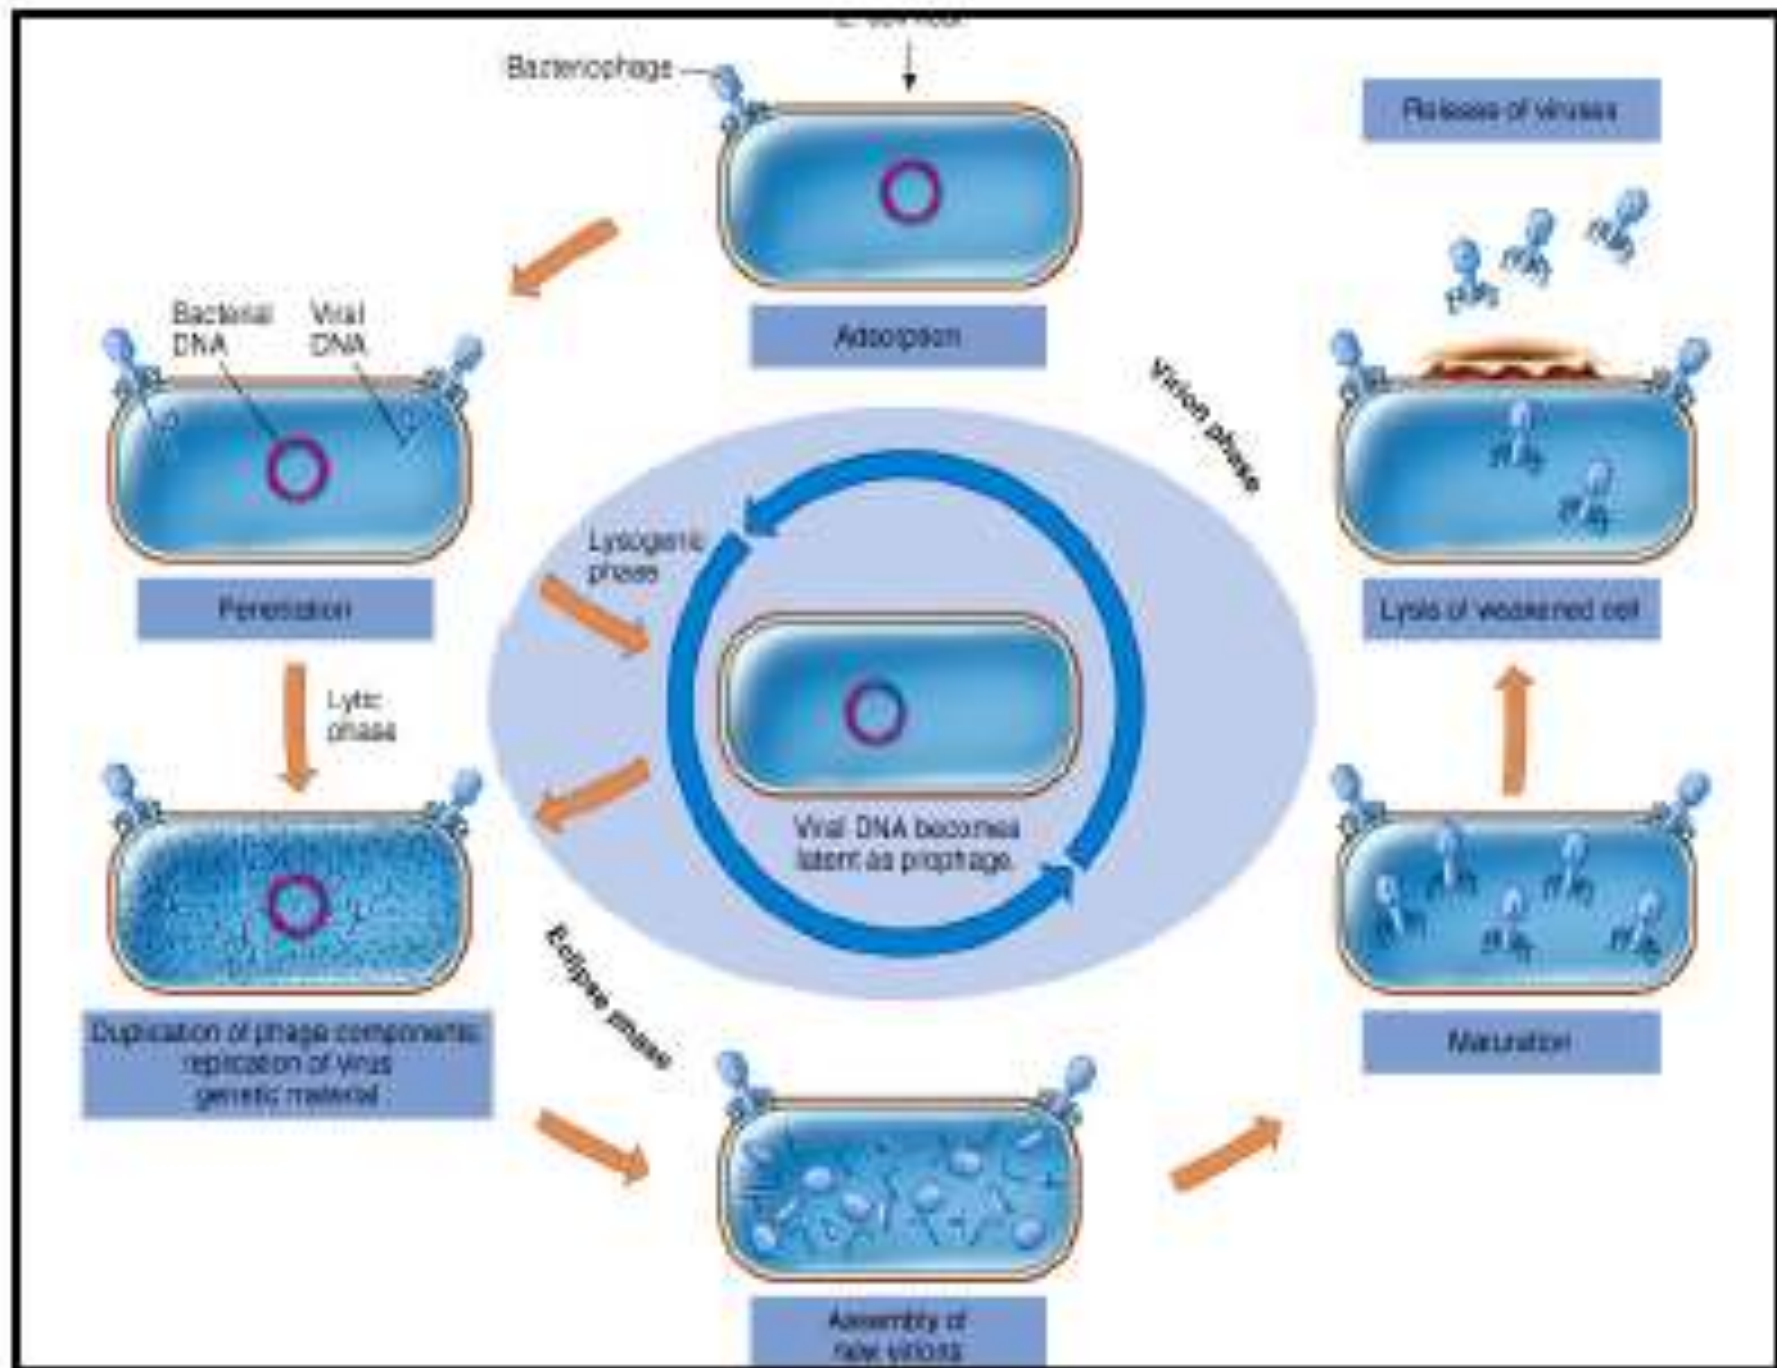 Bacteriophage
Release of viruses
Adsorption
Bacterial
DNA
Viral
DNA
Virion phase
Penetration
Lysogenic
phase
Lysis of weakened cell
Lytic
phase
Viral DNA becomes
latent as prophage.
Eclipse phase
Duplication of phage components;
replication of virus
genetic material
Maturation
Assembly of
new virions